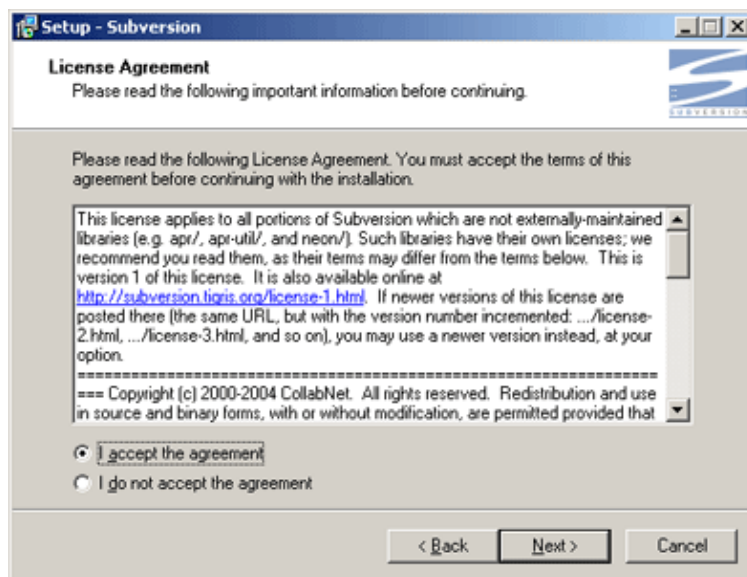 Setup - Subversion
License Agreement
Please read the following important information before continuing.
SUBVERSION
Please read the following License Agreement. You must accept the terms of this
agreement before continuing with the installation.
This license applies to all portions of Subversion which are not externally-maintained
libraries (e.g. apr/, apr-util/, and neon/). Such libraries have their own licenses; we
recommend you read them, as their terms may differ from the terms below.  This is
version 1 of this license.  It is also available online at
http://subversion.tigris.org/license-1.html.  If newer versions of this license are
posted there (the same URL, but with the version number incremented: .../license-
2.html, .../license-3.html, and so on), you may use a newer version instead, at your
option.
====================================================================
=== Copyright (c) 2000-2004 CollabNet.  All rights reserved.  Redistribution and use
in source and binary forms, with or without modification, are permitted provided that
I accept the agreement
I do not accept the agreement
< Back
Next >
Cancel